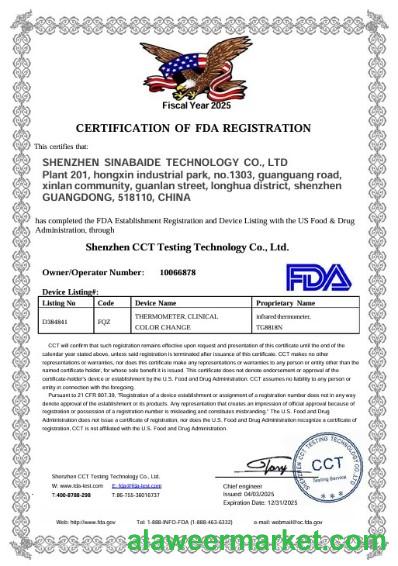 Fiscal Year 2025
CERTIFICATION OF FDA REGISTRATION
This certifies that:
SHENZHEN SINABAIDE TECHNOLOGY CO., LTD
Plant 201, hongxin industrial park, no.1303, guanguang road,
xinlan community, guanlan street, longhua district, shenzhen
GUANGDONG, 518110, CHINA
has completed the FDA Establishment Registration and Device Listing with the US Food & Drug
Administration, through
Shenzhen CCT Testing Technology Co., Ltd.
Owner/Operator Number: 10066878
FDA
Device Listing#:
Listing No Code Device Name Proprietary Name
D384841 FQZ THERMOMETER, CLINICAL COLOR CHANGE infrared thermometer. TG8818N
CCT will confirm that such registration remains effective upon request and presentation of this certificate until the end of the
calendar year stated above, unless said registration is terminated after issuance of this certificate. CCT makes no other
representations or warranties, nor does this certificate make any representations or warranties to any person or entity other than the
named certificate holder, for whose sole benefit it is issued. This certificate does not denote endorsement or approval of the
certificate-holder's device or establishment by the U.S. Food and Drug Administration. CCT assumes no liability to any person or
entity in connection with the foregoing.
Pursuant to 21 CFR 807.39, "Registration of a device establishment or assignment of a registration number does not in any way
denote approval of the establishment or its products. Any representation that creates an impression of official approval because of
registration or possession of a registration number is misleading and constitutes misbranding." The U.S. Food and Drug
Administration does not issue a certificate of registration, nor does the U.S. Food and Drug Administration recognize a certificate of
registration. CCT is not affiliated with the U.S. Food and Drug Administration.
CCT TESTING TECHNOLOGY CO.,LTD
CCT
Testing Service
Shenzhen CCT Testing Technology Co., Ltd.
W: www.fda-test.com E: fda@fda-test.com
T:400-8788-298 T:86-755-36016737
Chief engineer
Issued: 04/03/2025
Expiration Date: 12/31/2025
Web: http://www.fda.gov Tel: 1-888-INFO-FDA (1-888-463-6332) e-mail: webmail@oc.fda.gov
alaweermarket.com